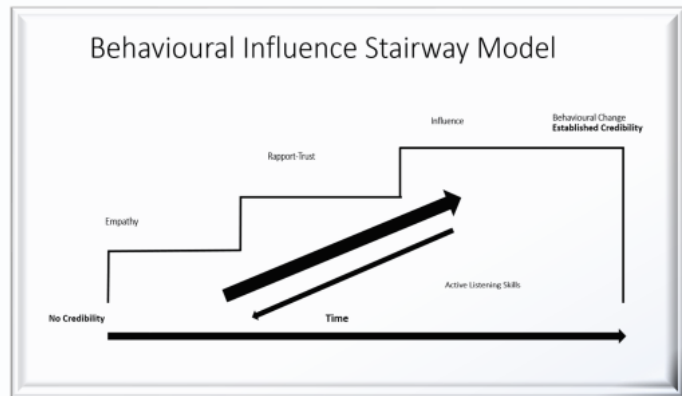 Behavioural Influence Stairway Model
Influence
Behavioural Change
Established Credibility
Rapport-Trust
Empathy
Active Listening Skills
No Credibility
Time